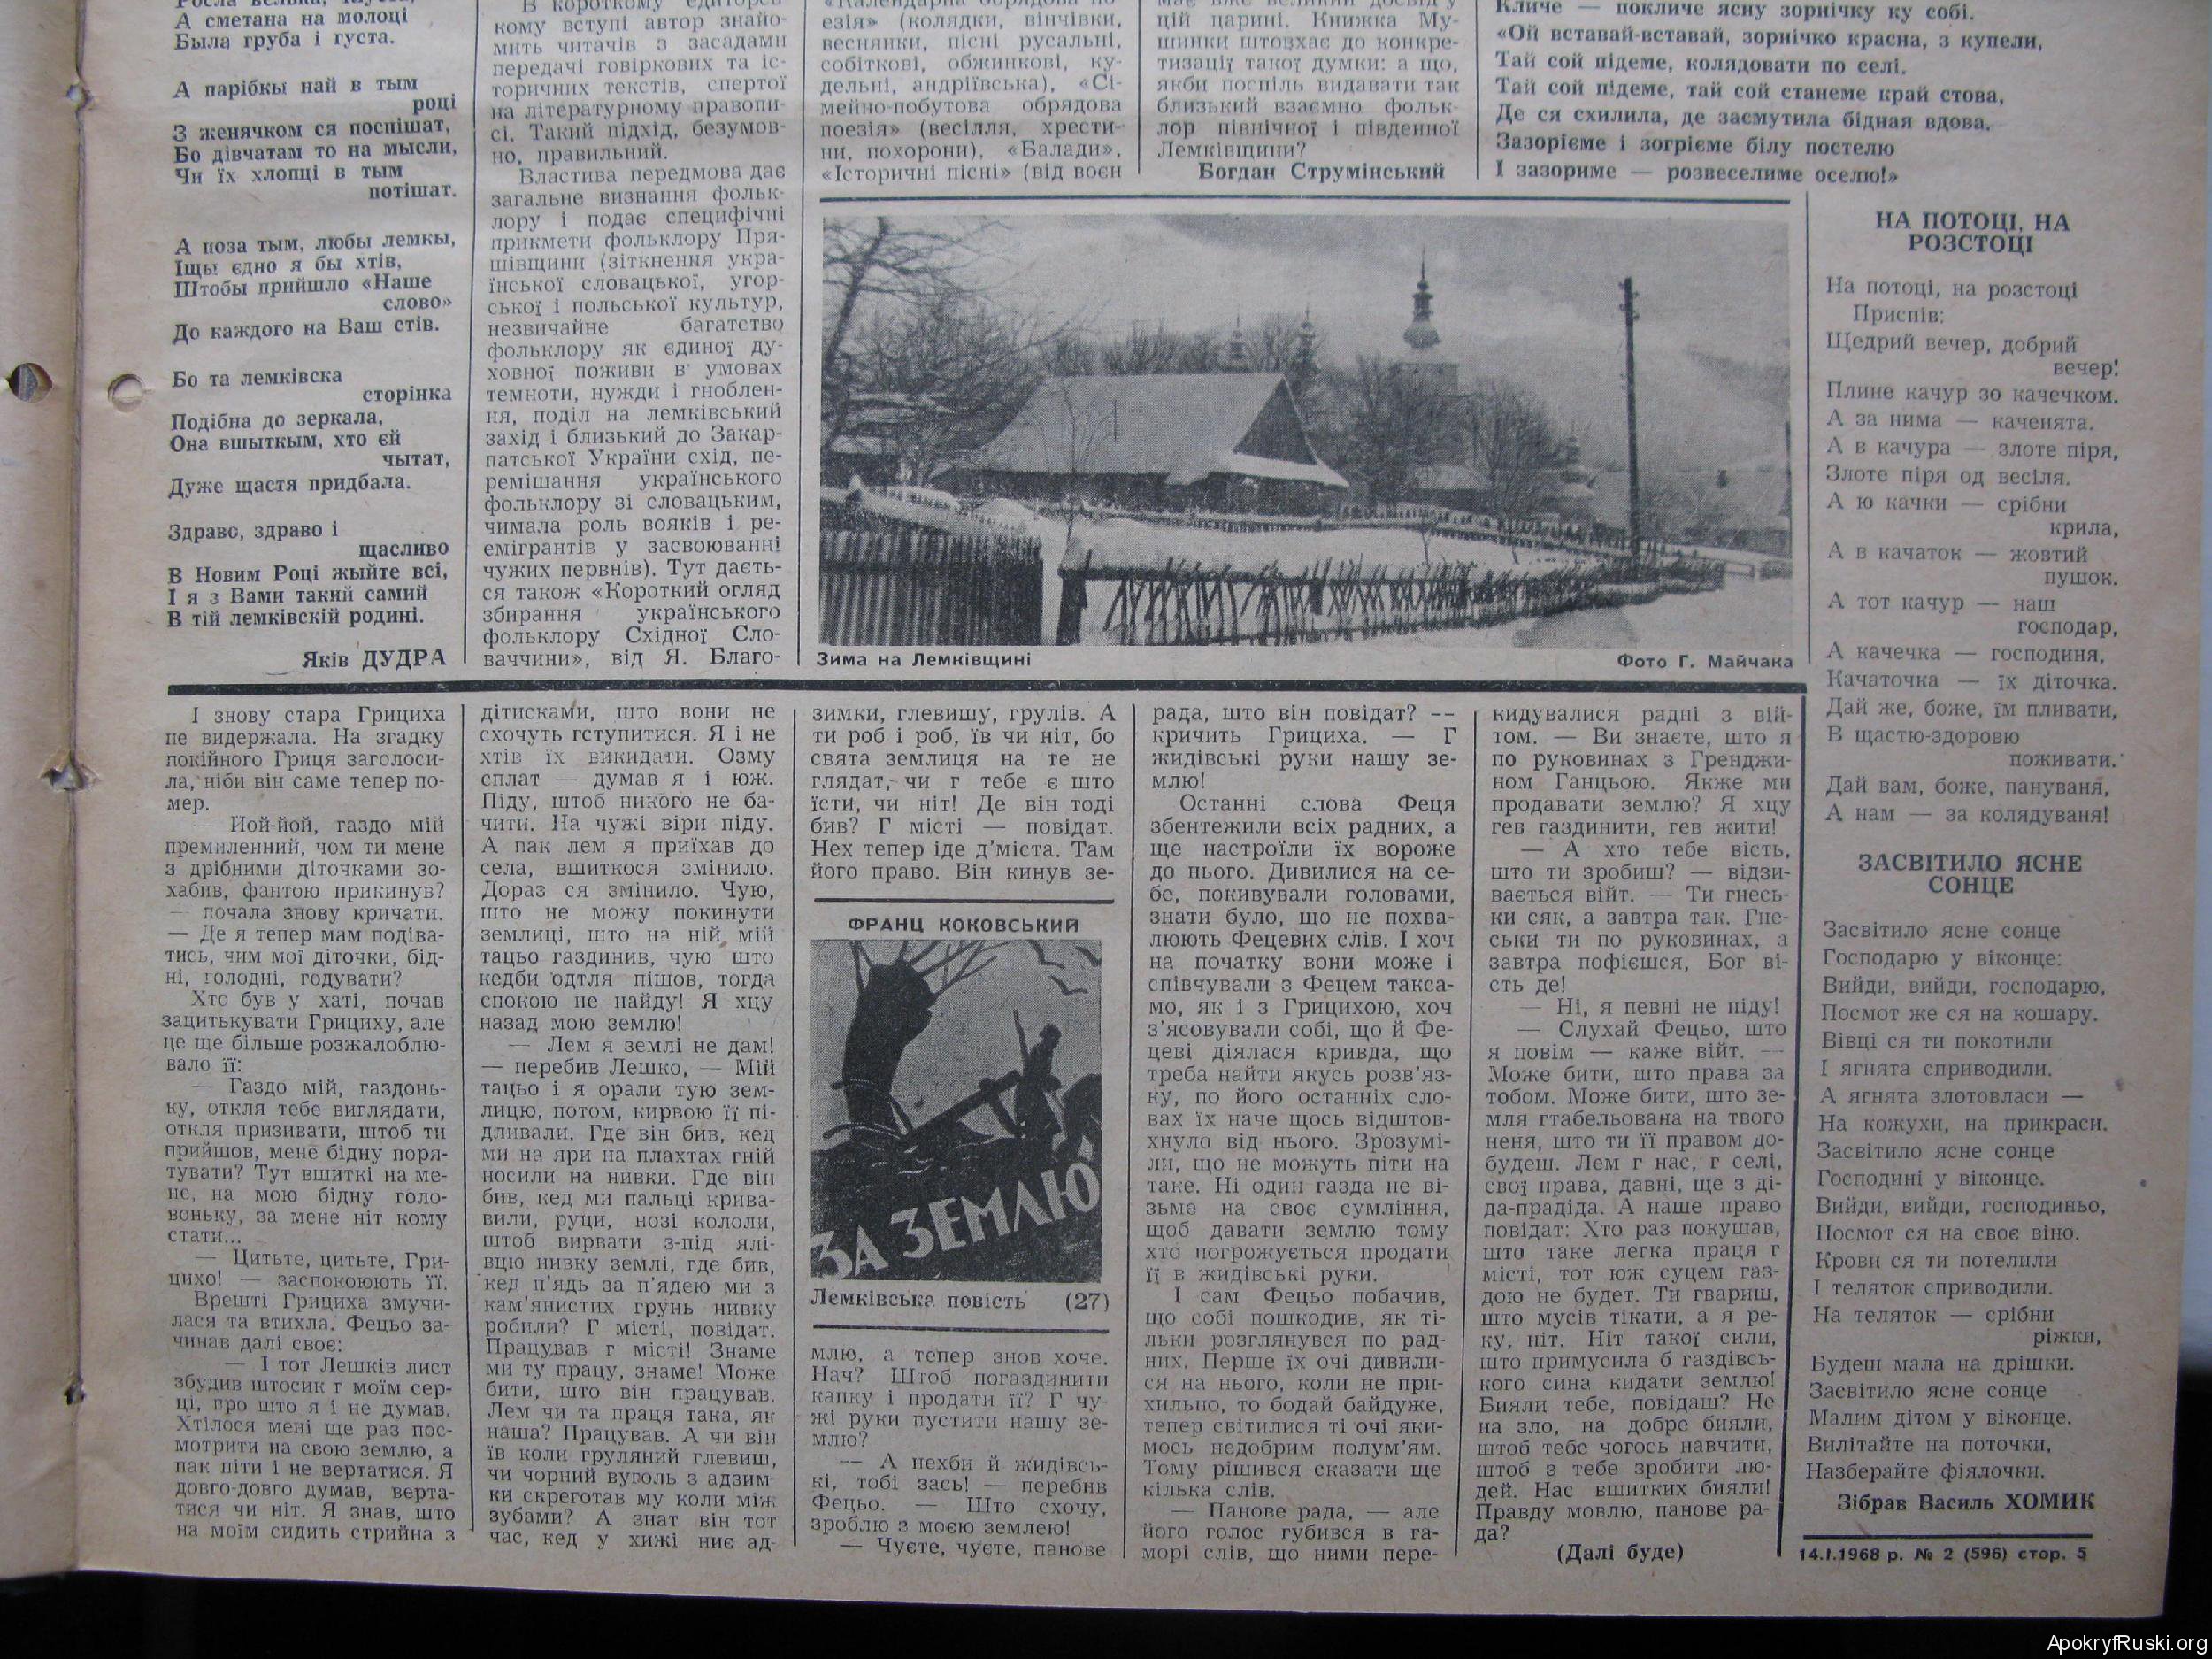 А сметана на молоці
Была груба і густа.
А парібкы най в тым
році
З женячком ся поспішат,
Бо дівчатам то на мысли,
Чи їх хлопці в тым
потішат.
А поза тым, любы лемкы,
Іщы єдно я бы хтів,
Штобы прийшло «Наше
слово»
До каждого на Ваш стів.
Бо та лемківска
сторінка
Подібна до зеркала,
Она вшытким, хто єй
чытат,
Дуже щастя придбала.
Здраво, здраво і
щасливо
В Новим Році жыйте всі,
І я з Вами такий самий
В тій лемківскій родині.
Яків ДУДРА
кому вступі автор знайо-
мить читачів з засадами
передачі говіркових та іс-
торичних текстів, спертої
на літературному правопи-
сі. Такий підхід, безумов-
но, правильний.
Властива передмова дає
загальне визнання фольк-
лору і подає специфічні
прикмети фольклору Пря-
шівщини (зіткнення укра-
їнської словацької, угор-
ської і польської культур,
незвичайне багатство
фольклору як єдиної ду-
ховної поживи в умовах
темноти, нужди і гноблен-
ня, поділ на лемківський
захід і близький до Закар-
патської України схід, пе-
ремішання українського
фольклору зі словацьким,
чимала роль вояків і ре-
емігрантів у засвоюванні
чужих первнів). Тут даєть-
ся також «Короткий огляд
збирання українського
фольклору Східної Сло-
ваччини», від Я. Благо-
езія» (колядки, вінчівки,
веснянки, пісні русальні,
собіткові, обжинкові, ку-
дельні, андріївська), «Сі-
мейно-побутова обрядова
поезія» (весілля, хрести-
ни, похорони), «Балади»,
«Історичні пісні» (від воєн
цій царині. Книжка Му-
шинки штовхає до конкре-
тизації такої думки: а що,
якби поспіль видавати так
близький взаємно фольк-
лор північної і південної
Лемківщини?
Богдан Струмінський
Кличе — покличе ясну зорнічку ку собі.
«Ой вставай-вставай, зорнічко красна, з купели,
Тай сой підеме, колядовати по селі.
Тай сой підеме, тай сой станеме край стова,
Де ся схилила, де засмутила бідная вдова.
Зазорієме і зогрієме білу постелю
І зазориме — розвеселиме оселю!»
Зима на Лемківщині
Фото Г. Майчака
НА ПОТОЦІ, НА
РОЗСТОЦІ
На потоці, на розстоці
Приспів:
Щедрий вечер, добрий
вечер!
Плине качур зо качечком.
А за нима — каченята.
А в качура — злоте піря,
Злоте піря од весіля.
А ю качки — срібни
крила,
А в качаток — жовтий
пушок.
А тот качур — наш
господар,
А качечка — господиня,
Качаточка — їх діточка.
Дай же, боже, їм пливати,
В щастю-здоровю
поживати.
Дай вам, боже, пануваня,
А нам — за колядуваня!
ЗАСВІТИЛО ЯСНЕ
СОНЦЕ
Засвітило ясне сонце
Господарю у віконце:
Вийди, вийди, господарю,
Посмот же ся на кошару.
Вівці ся ти покотили
І ягнята сприводили.
А ягнята злотовласи —
На кожухи, на прикраси.
Засвітило ясне сонце
Господині у віконце.
Вийди, вийди, господиньо,
Посмот ся на своє віно.
Крови ся ти потелили
І теляток сприводили.
На теляток — срібни
ріжки,
Будеш мала на дрішки.
Засвітило ясне сонце
Малим дітом у віконце.
Вилітайте на поточки,
Назберайте фіялочки.
Зібрав Василь ХОМИК
І знову стара Грициха
не видержала. На згадку
покійного Гриця заголоси-
ла, ніби він саме тепер по-
мер.
— Йой-йой, газдо мій
премиленний, чом ти мене
з дрібними діточками зо-
хабив, фантою прикинув?
— почала знову кричати.
— Де я тепер мам подіва-
тись, чим мої діточки, бід-
ні, голодні, годувати?
Хто був у хаті, почав
зацитькувати Грициху, але
це ще більше розжалоблю-
вало її:
— Газдо мій, газдонь-
ку, откля тебе виглядати,
откля призивати, штоб ти
прийшов, мене бідну поря-
тувати? Тут вшиткі на ме-
не, на мою бідну голо-
воньку, за мене ніт кому
стати...
— Цитьте, цитьте, Гри-
цихо! — заспокоюють її.
Врешті Грициха змучи-
лася та втихла. Фецьо за-
чинав далі своє:
— І тот Лешків лист
збудив штосик г моїм сер-
ці, про што я і не думав.
Хтілося мені ще раз пос-
мотрити на свою землю, а
пак піти і не вертатися. Я
довго-довго думав, верта-
тися чи ніт. Я знав, што
на моїм сидить стрийна з
дітисками, што вони не
схочуть гступитися. Я і не
хтів їх викидати. Озму
сплат — думав я і юж.
Піду, штоб никого не ба-
чити. На чужі віри піду.
А пак лем я приїхав до
села, вшиткося змінило.
Дораз ся змінило. Чую,
што не можу покинути
землиці, што на ній мій
тацьо газдинив, чую што
кедби одтля пішов, тогда
спокою не найду! Я хцу
назад мою землю!
— Лем я землі не дам!
— перебив Лешко, — Мій
тацьо і я орали тую зем-
лицю, потом, кирвою її пі-
дливали. Где він бив, кед
ми на яри на плахтах гній
носили на нивки. Где він
бив, кед ми пальці крива-
вили, руци, нозі кололи,
штоб вирвати з-під ялі-
вцю нивку землі, где бив,
кед п'ядь за п'ядею ми з
кам'янистих грунь нивку
робили? Г місті, повідат.
Працував г місті! Знаме
ми ту працу, знаме! Може
бити, што він працував.
Лем чи та праця така, як
наша? Працував. А чи він
їв коли груляний глевиш,
чи чорний вуполь з адзим
ки скреготав му коли між
зубами? А знат він тот
час, кед у хижі ниє ад-
зимки, глевишу, грулів. А
ти роб і роб, їв чи ніт, бо
свята землиця на те не
глядат, чи г тебе є што
їсти, чи ніт! Де він тоді
бив? Г місті — повідат.
Нех тепер іде д'міста. Там
його право. Він кинув зе-
ФРАНЦ КОКОВСЬКИЙ
ЗА ЗЕМЛЮ
Лемківська повість (27)
млю, а тепер знов хоче.
Нач? Штоб погаздинити
капку і продати її? Г чу-
жі руки пустити нашу зе-
млю?
— А нехби й жидівсь-
кі, тобі зась! — перебив
Фецьо. — Што схочу,
зроблю з моєю землею!
— Чуєте, чуєте, панове
рада, што він повідат? —
кричить Грициха. — Г
жидівські руки нашу зе-
млю!
Останні слова Феця
збентежили всіх радних, а
ще настроїли їх вороже
до нього. Дивилися на се-
бе, покивували головами,
знати було, що не похва-
люють Фецевих слів. І хоч
на початку вони може і
співчували з Фецем такса-
мо, як і з Грицихою, хоч
з'ясовували собі, що й Фе-
цеві діялася кривда, що
треба найти якусь розв'яз-
ку, по його останніх сло-
вах їх наче щось відштов-
хнуло від нього. Зрозумі-
ли, що не можуть піти на
таке. Ні один газда не ві-
зьме на своє сумління,
щоб давати землю тому
хто погрожується продати
її в жидівські руки.
І сам Фецьо побачив,
що собі пошкодив, як ті-
льки розглянувся по рад-
них. Перше їх очі дивили-
ся на нього, коли не при-
хильно, то бодай байдуже,
тепер світилися ті очі яки-
мось недобрим полум'ям.
Тому рішився сказати ще
кілька слів.
— Панове рада, — але
його голос губився в га-
морі слів, що ними пере-
кидувалися радні з вій-
том. — Ви знаєте, што я
по руковинах з Гренджи-
ном Ганцьою. Якже ми
продавати землю? Я хцу
гев газдинити, гев жити!
— А хто тебе вість,
што ти зробиш? — відзи-
вається війт. — Ти гнесь-
ки сяк, а завтра так. Гне-
ськи ти по руковинах, а
завтра пофієшся, Бог ві-
сть де!
— Ні, я певні не піду!
— Слухай Фецьо, што
я повім — каже війт. —
Може бити, што права за
тобом. Може бити, што зе-
мля гтабельована на твого
неня, што ти її правом до-
будеш. Лем г нас, г селі,
свої права, давні, ще з ді-
да-прадіда. А наше право
повідат: Хто раз покушав,
што таке легка праця г
місті, тот юж суцем газ-
дою не будет. Ти гвариш,
што мусів тікати, а я ре-
ку, ніт. Ніт такої сили,
што примусила б газдівсь-
кого сина кидати землю!
Бияли тебе, повідаш? Не
на зло, на добре бияли,
штоб тебе чогось навчити,
штоб з тебе зробити лю-
дей. Нас вшитких бияли!
Правду мовлю, панове ра-
да?
(Далі буде)
14.I.1968 р. № 2 (596) стор. 5
ApokryfRuski.org